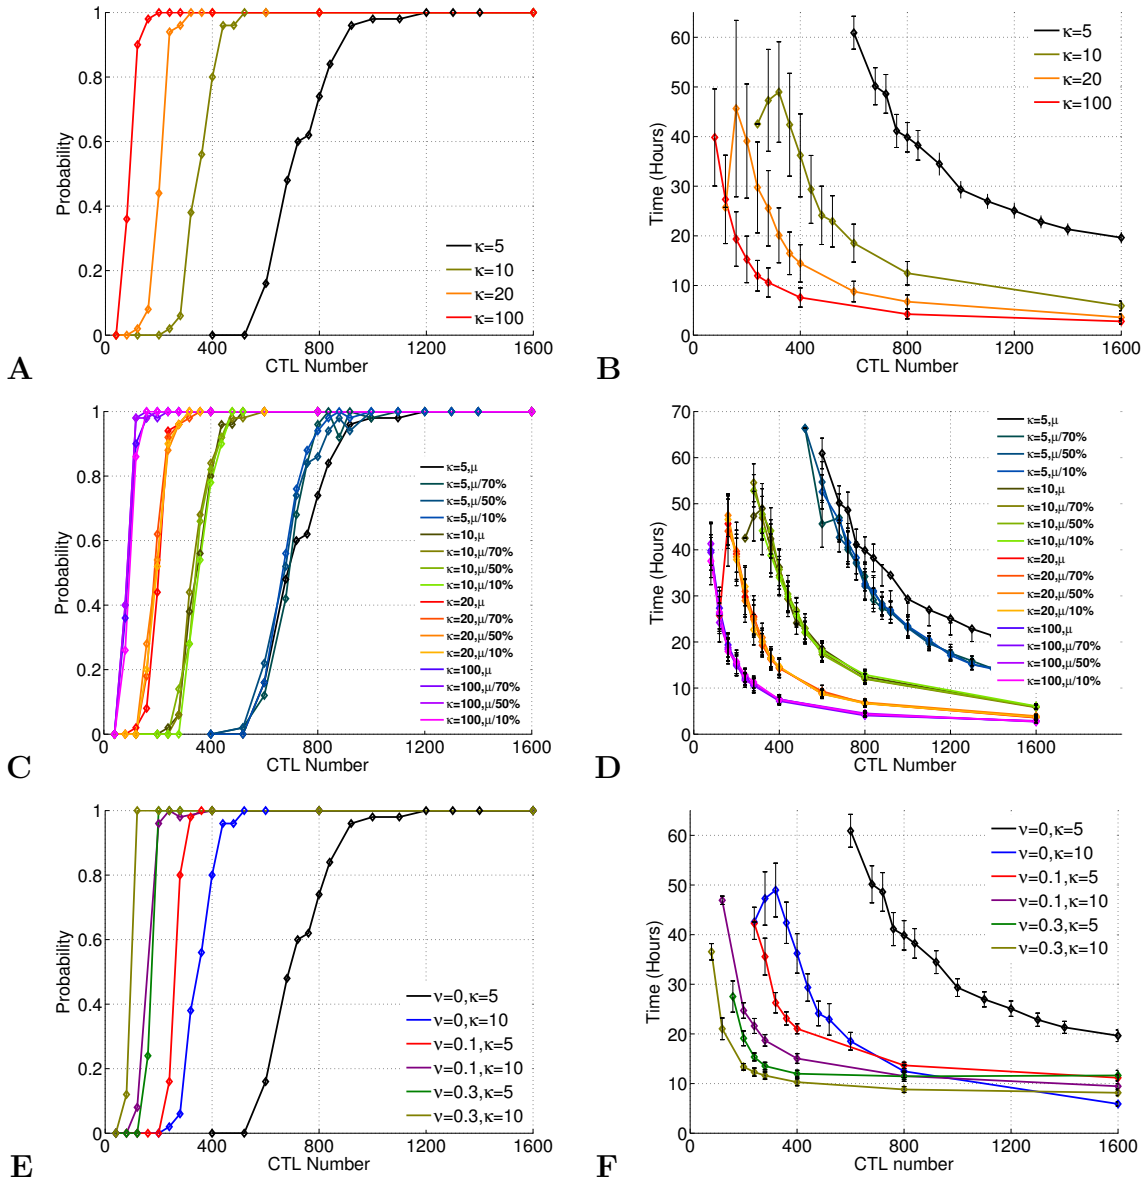 1
0.8
0.6
0.4
0.2
0
0
400
800
1200
1600
Probability
CTL Number
κ=5
κ=10
κ=20
κ=100
A
60
50
40
30
20
10
0
0
400
800
1200
1600
Time (Hours)
CTL Number
κ=5
κ=10
κ=20
κ=100
B
1
0.8
0.6
0.4
0.2
0
0
400
800
1200
1600
Probability
CTL Number
κ=5,μ
κ=5,μ/70%
κ=5,μ/50%
κ=5,μ/10%
κ=10,μ
κ=10,μ/70%
κ=10,μ/50%
κ=10,μ/10%
κ=20,μ
κ=20,μ/70%
κ=20,μ/50%
κ=20,μ/10%
κ=100,μ
κ=100,μ/70%
κ=100,μ/50%
κ=100,μ/10%
C
70
60
50
40
30
20
10
0
0
400
800
1200
1600
Time (Hours)
CTL Number
κ=5,μ
κ=5,μ/70%
κ=5,μ/50%
κ=5,μ/10%
κ=10,μ
κ=10,μ/70%
κ=10,μ/50%
κ=10,μ/10%
κ=20,μ
κ=20,μ/70%
κ=20,μ/50%
κ=20,μ/10%
κ=100,μ
κ=100,μ/70%
κ=100,μ/50%
κ=100,μ/10%
D
1
0.8
0.6
0.4
0.2
0
0
400
800
1200
1600
Probability
CTL Number
ν=0,κ=5
ν=0,κ=10
ν=0.1,κ=5
ν=0.1,κ=10
ν=0.3,κ=5
ν=0.3,κ=10
E
60
50
40
30
20
10
0
0
400
800
1200
1600
Time (Hours)
CTL number
ν=0,κ=5
ν=0,κ=10
ν=0.1,κ=5
ν=0.1,κ=10
ν=0.3,κ=5
ν=0.3,κ=10
F